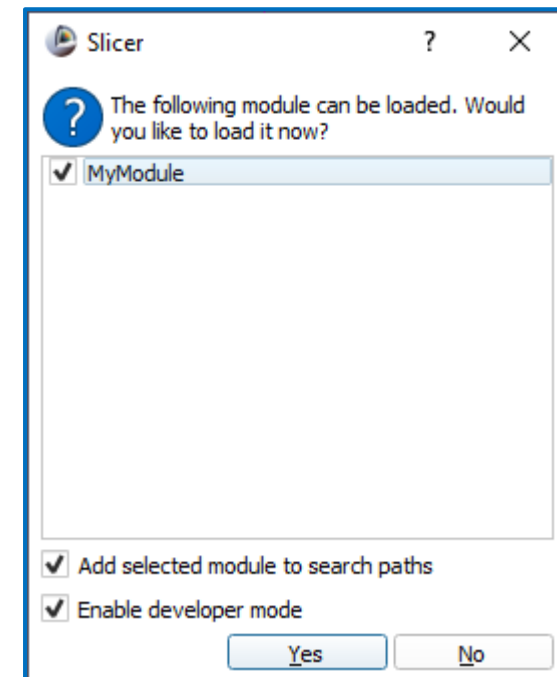 Slicer
? 
The following module can be loaded. Would
you like to load it now?
MyModule
Add selected module to search paths
Enable developer mode
Yes No